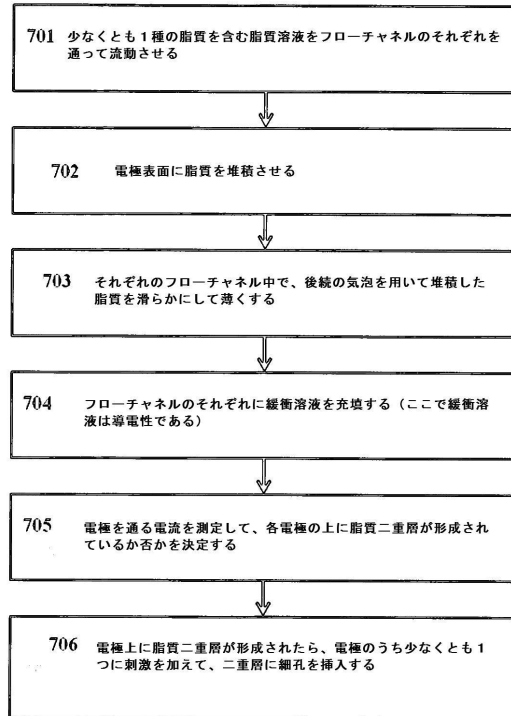 701 少なくとも1種の脂質を含む脂質溶液をフローチャネルのそれぞれを
通って流動させる
702 電極表面に脂質を堆積させる
703 それぞれのフローチャネル中で、後続の気泡を用いて堆積した
脂質を滑らかにして薄くする
704 フローチャネルのそれぞれに緩衝溶液を充填する（ここで緩衝溶
液は導電性である）
705 電極を通る電流を測定して、各電極の上に脂質二重層が形成され
ているか否かを決定する
706 電極上に脂質二重層が形成されたら、電極のうち少なくとも1
つに刺激を加えて、二重層に細孔を挿入する